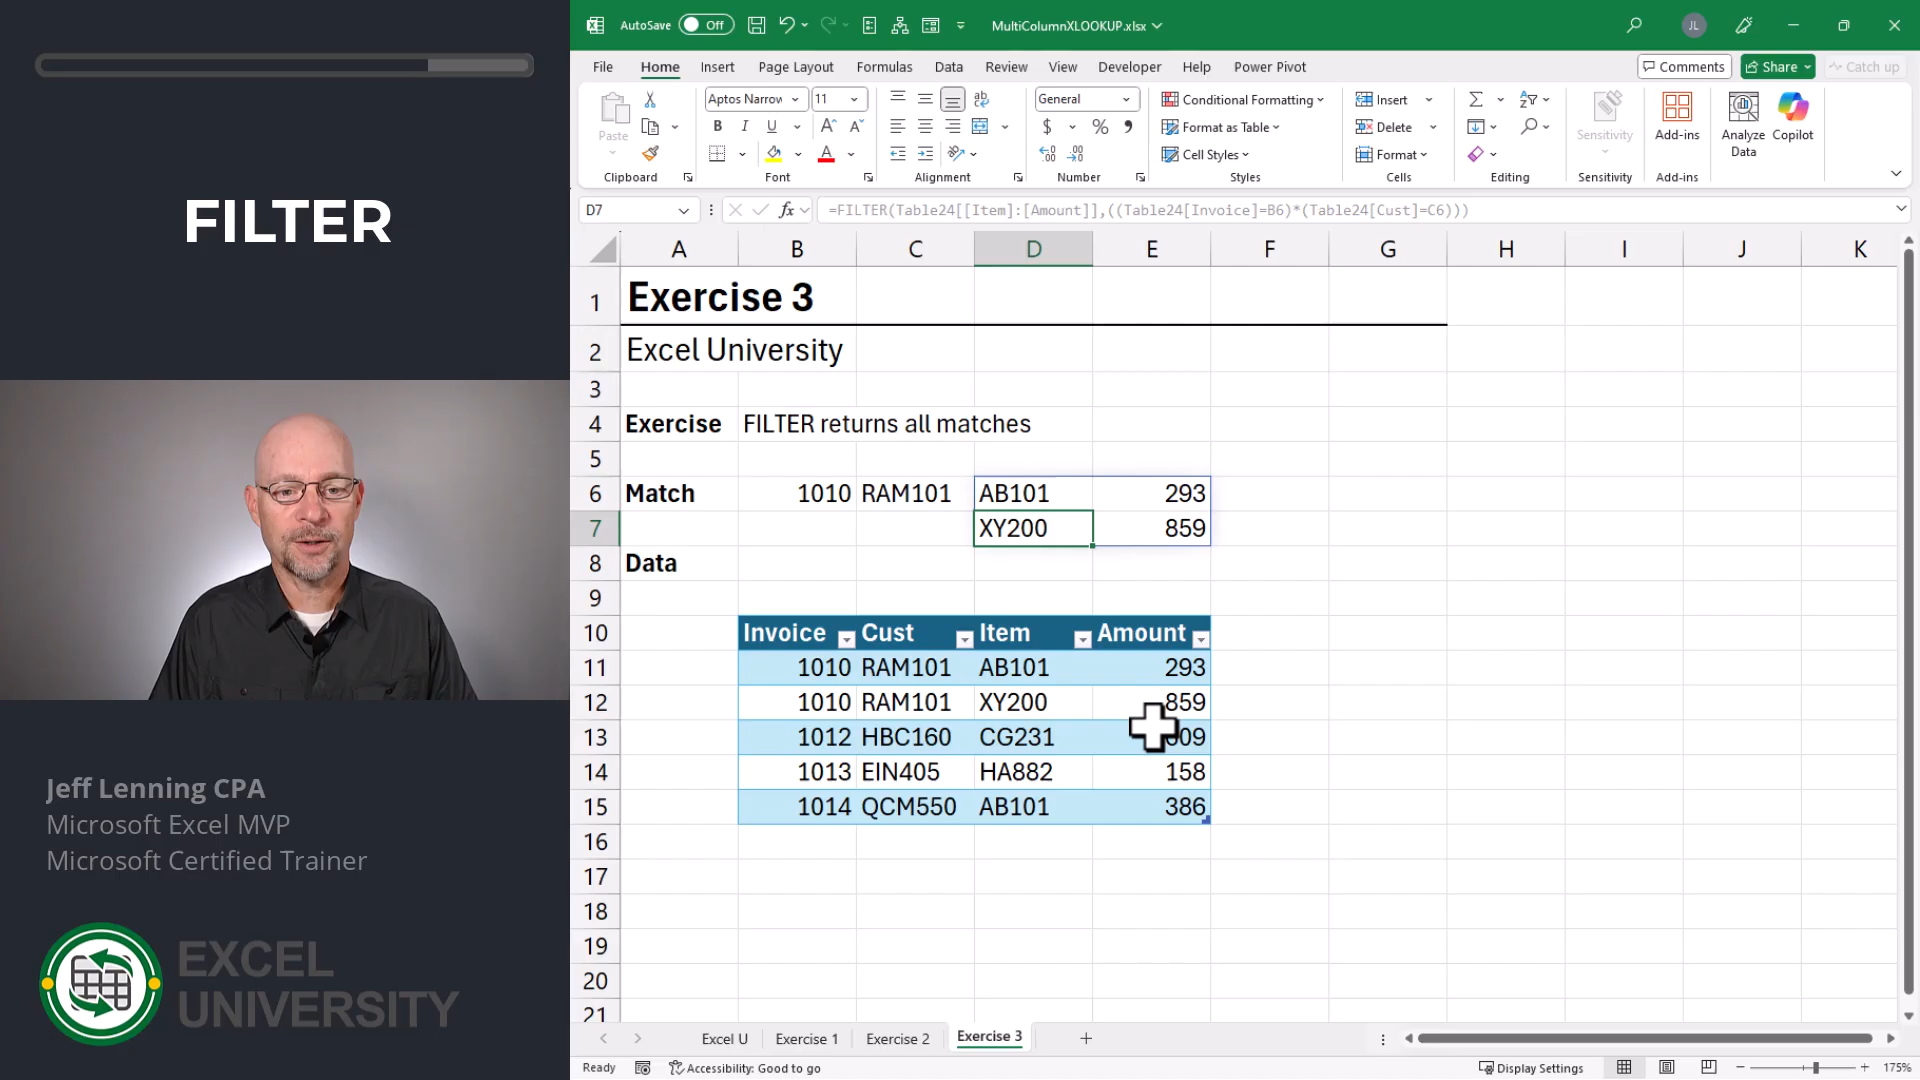 FILTER
Jeff Lenning CPA
Microsoft Excel MVP
Microsoft Certified Trainer
EXCEL
UNIVERSITY
AutoSave Off MultiColumnXLOOKUP.xlsx JL
File Home Insert Page Layout Formulas Data Review View Developer Help Power Pivot Comments Share Catch up
Paste Aptos Narrow 11 General Conditional Formatting Insert Sensitivity Add-ins Analyze Data Copilot
B I U $ % Format as Table Delete
Cell Styles Format
Clipboard Font Alignment Number Styles Cells Editing Sensitivity Add-ins
D7 fx =FILTER(Table24[[Item]:[Amount]],((Table24[Invoice]=B6)*(Table24[Cust]=C6)))
A B C D E F G H I J K
1 Exercise 3
2 Excel University
3
4 Exercise FILTER returns all matches
5
6 Match 1010 RAM101 AB101 293
7 XY200 859
8 Data
9
10 Invoice Cust Item Amount
11 1010 RAM101 AB101 293
12 1010 RAM101 XY200 859
13 1012 HBC160 CG231
14 1013 EIN405 HA882 158
15 1014 QCM550 AB101 386
16
17
18
19
20
21
Excel U Exercise 1 Exercise 2 Exercise 3
Ready Accessibility: Good to go Display Settings 175%